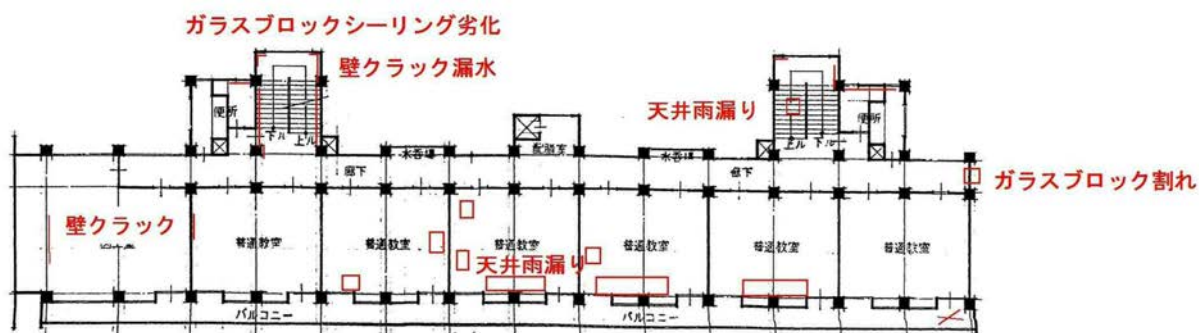 ガラスブロックシーリング劣化
壁クラック漏水
天井雨漏り
便所
下ル
上ル
配膳室
上ル
下ル
便所
水呑場
水呑場
廊下
廊下
ガラスブロック割れ
壁クラック
普通教室
普通教室
普通教室
普通教室
普通教室
普通教室
天井雨漏り
バルコニー
バルコニー